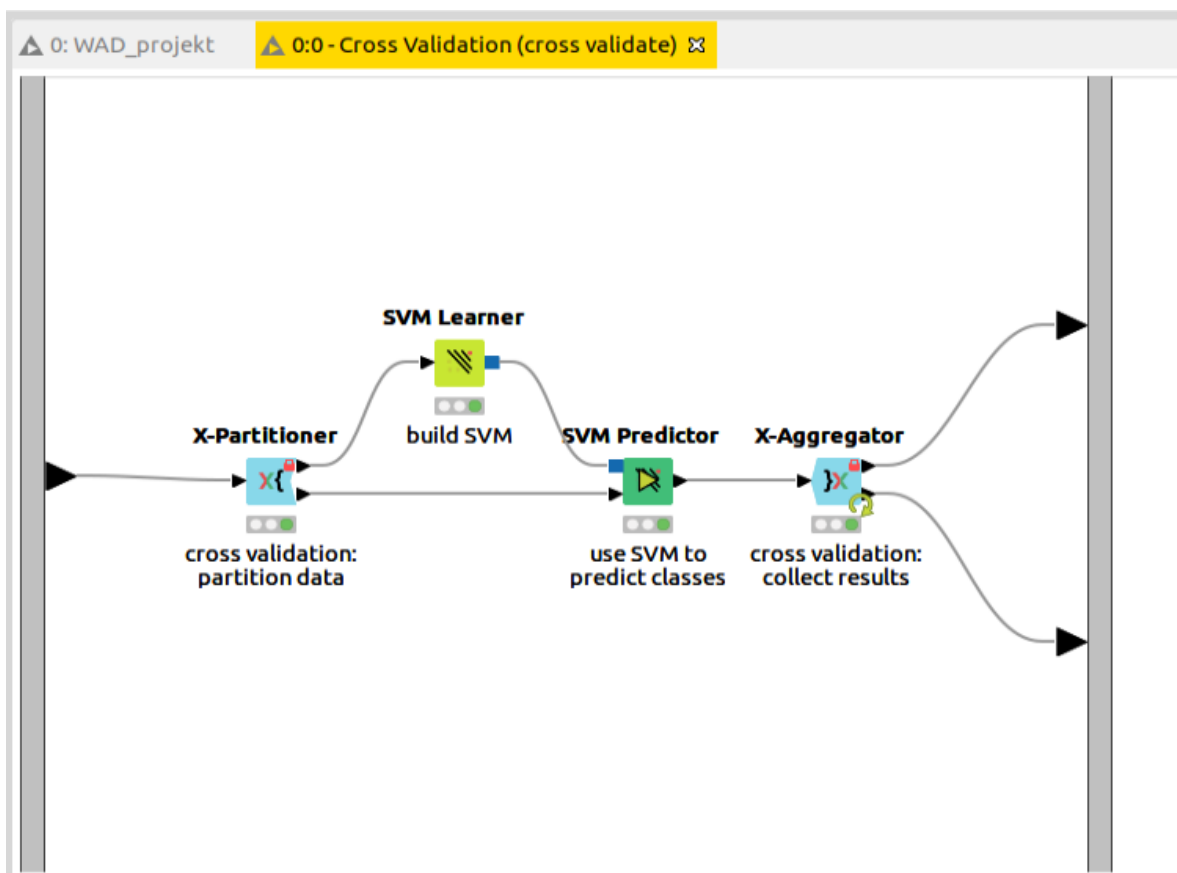 0: WAD_projekt
0:0 - Cross Validation (cross validate)
SVM Learner
build SVM
X-Partitioner
cross validation:
partition data
SVM Predictor
use SVM to
predict classes
X-Aggregator
cross validation:
collect results